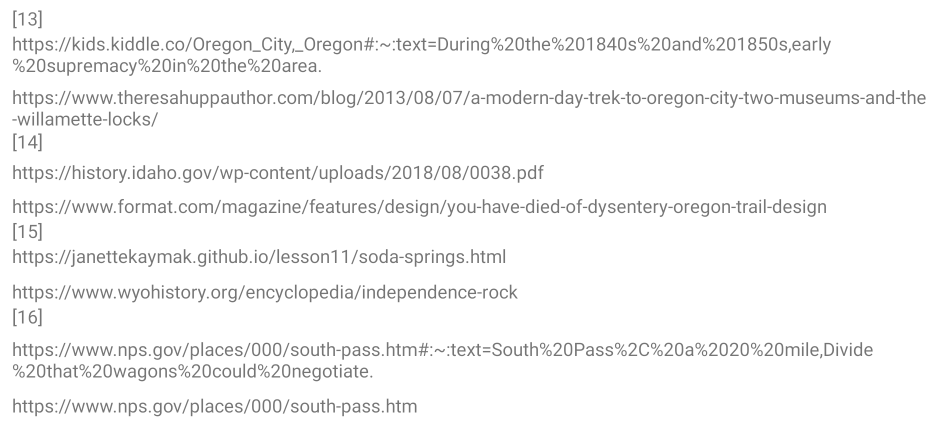 [13]
https://kids.kiddle.co/Oregon_City,_Oregon#:~:text=During%20the%201840s%20and%201850s,early
%20supremacy%20in%20the%20area.
https://www.theresahuppauthor.com/blog/2013/08/07/a-modern-day-trek-to-oregon-city-two-museums-and-the
-willamette-locks/
[14]
https://history.idaho.gov/wp-content/uploads/2018/08/0038.pdf
https://www.format.com/magazine/features/design/you-have-died-of-dysentery-oregon-trail-design
[15]
https://janettekaymak.github.io/lesson11/soda-springs.html
https://www.wyohistory.org/encyclopedia/independence-rock
[16]
https://www.nps.gov/places/000/south-pass.htm#:~:text=South%20Pass%2C%20a%2020%20mile,Divide
%20that%20wagons%20could%20negotiate.
https://www.nps.gov/places/000/south-pass.htm